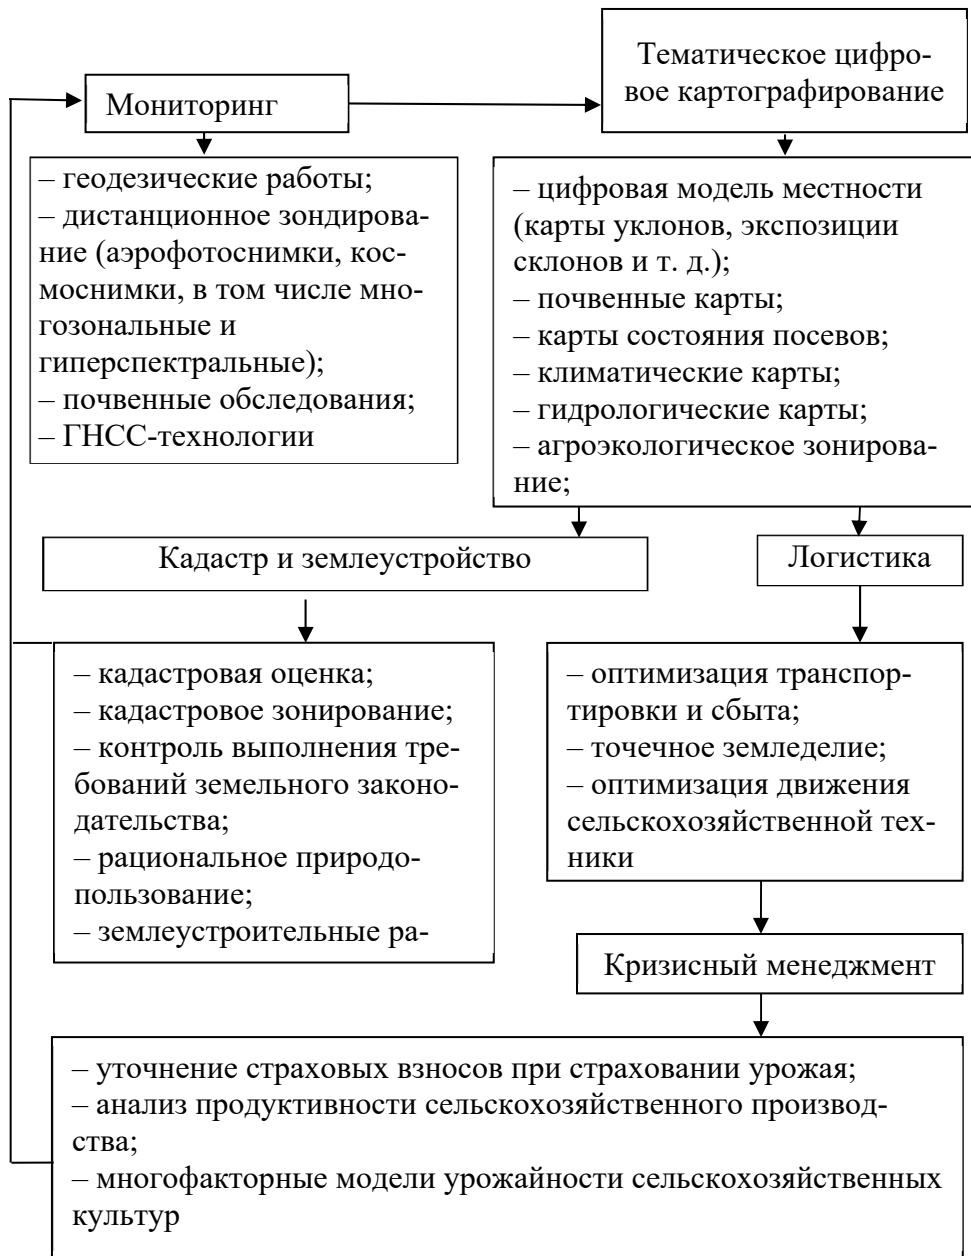 Мониторинг
Тематическое цифро-
вое картографирование
– геодезические работы;
– дистанционное зондирова-
ние (аэрофотоснимки, кос-
моснимки, в том числе мно-
гозональные и
гиперспектральные);
– почвенные обследования;
– ГНСС-технологии
– цифровая модель местности
(карты уклонов, экспозиции
склонов и т. д.);
– почвенные карты;
– карты состояния посевов;
– климатические карты;
– гидрологические карты;
– агроэкологическое зонирова-
ние;
Кадастр и землеустройство
Логистика
– кадастровая оценка;
– кадастровое зонирование;
– контроль выполнения тре-
бований земельного законо-
дательства;
– рациональное природо-
пользование;
– землеустроительные ра-
– оптимизация транспор-
тировки и сбыта;
– точечное земледелие;
– оптимизация движения
сельскохозяйственной тех-
ники
Кризисный менеджмент
– уточнение страховых взносов при страховании урожая;
– анализ продуктивности сельскохозяйственного производ-
ства;
– многофакторные модели урожайности сельскохозяйственных
культур